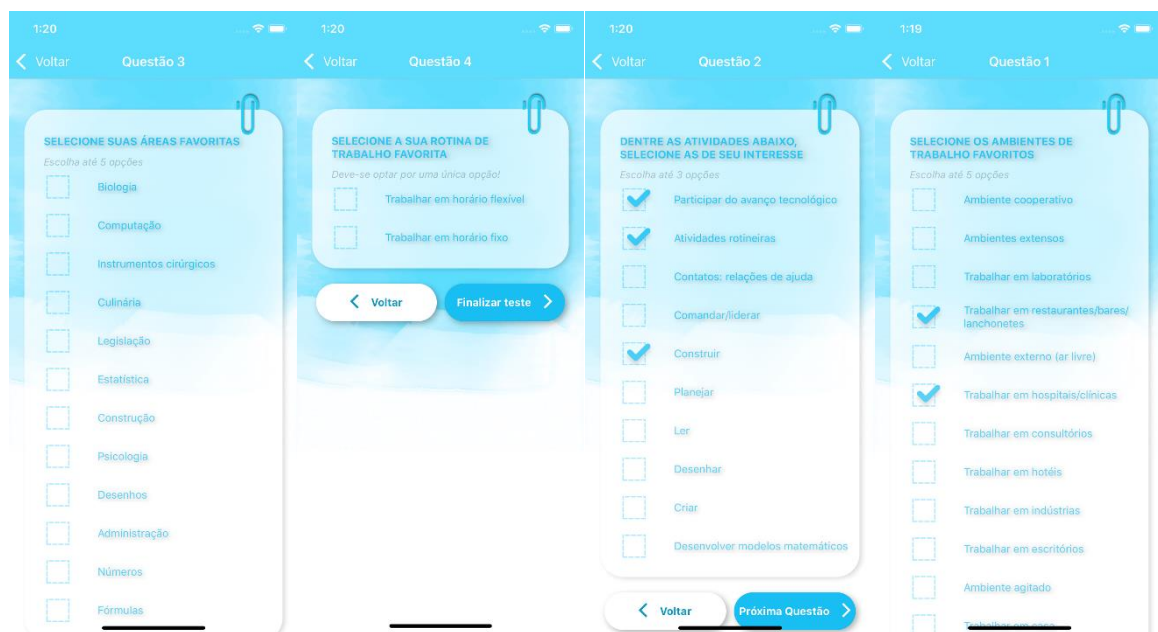 1:20
Voltar
Questão 3
SELECIONE SUAS ÁREAS FAVORITAS
Escolha até 5 opções
Biologia
Computação
Instrumentos cirúrgicos
Culinária
Legislação
Estatística
Construção
Psicologia
Desenhos
Administração
Números
Fórmulas
1:20
Voltar
Questão 4
SELECIONE A SUA ROTINA DE
TRABALHO FAVORITA
Deve-se optar por uma única opção!
Trabalhar em horário flexível
Trabalhar em horário fixo
Voltar
Finalizar teste
1:20
Voltar
Questão 2
DENTRE AS ATIVIDADES ABAIXO,
SELECIONE AS DE SEU INTERESSE
Escolha até 3 opções
Participar do avanço tecnológico
Atividades rotineiras
Contatos: relações de ajuda
Comandar/liderar
Construir
Planejar
Ler
Desenhar
Criar
Desenvolver modelos matemáticos
Voltar
Próxima Questão
1:19
Voltar
Questão 1
SELECIONE OS AMBIENTES DE
TRABALHO FAVORITOS
Escolha até 5 opções
Ambiente cooperativo
Ambientes extensos
Trabalhar em laboratórios
Trabalhar em restaurantes/bares/
lanchonetes
Ambiente externo (ar livre)
Trabalhar em hospitais/clínicas
Trabalhar em consultórios
Trabalhar em hotéis
Trabalhar em indústrias
Trabalhar em escritórios
Ambiente agitado